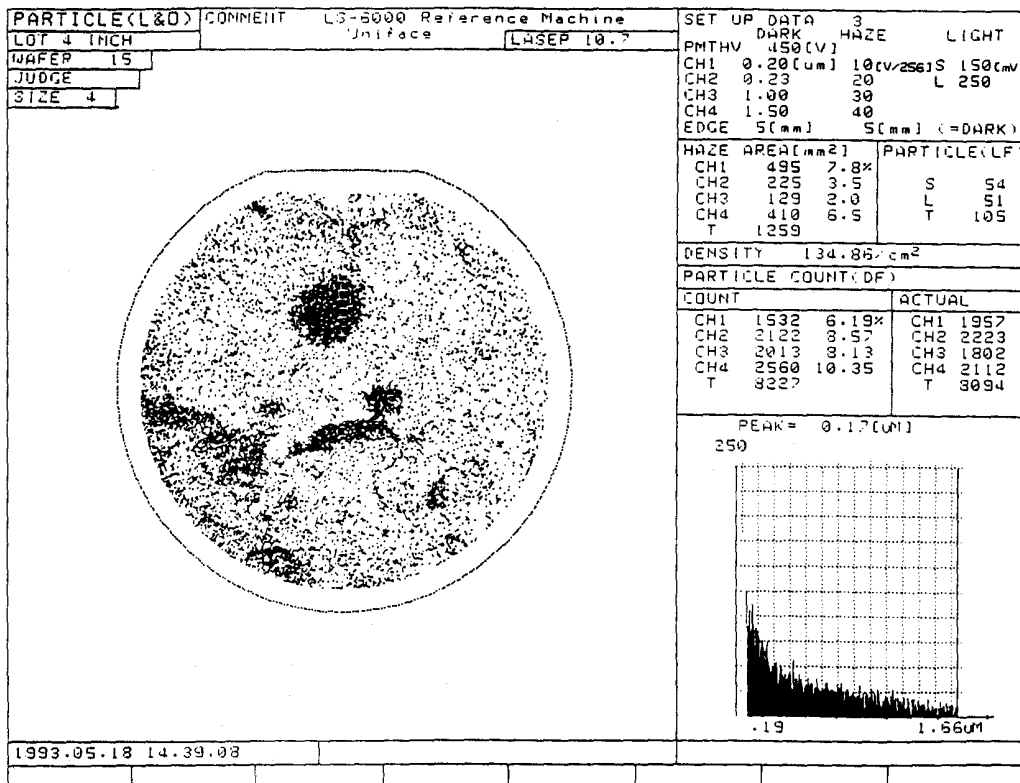 PARTICLE(L&D)
COMMENT LS-6000 Reference Machine
Uniface
LOT 4 INCH
LASER 10.7
WAFER 15
JUDGE
SIZE 4
SET UP DATA 3
DARK HAZE LIGHT
PMTHV 450[V]
CH1 0.20[um] 10[V/256] S 150[mV
CH2 0.23 20 L 250
CH3 1.00 30
CH4 1.50 40
EDGE 5[mm] 5[mm] (=DARK)
HAZE AREA[mm2]
CH1 495 7.8%
CH2 225 3.5
CH3 129 2.0
CH4 410 6.5
T 1259
PARTICLE(LF
S 54
L 51
T 105
DENSITY 134.86/cm2
PARTICLE COUNT(DF)
COUNT
CH1 1532 6.19%
CH2 2122 8.57
CH3 2013 8.13
CH4 2560 10.35
T 8227
ACTUAL
CH1 1957
CH2 2223
CH3 1802
CH4 2112
T 8094
PEAK= 0.17[uM]
250
.19 1.66uM
1993.05.18 14.39.08